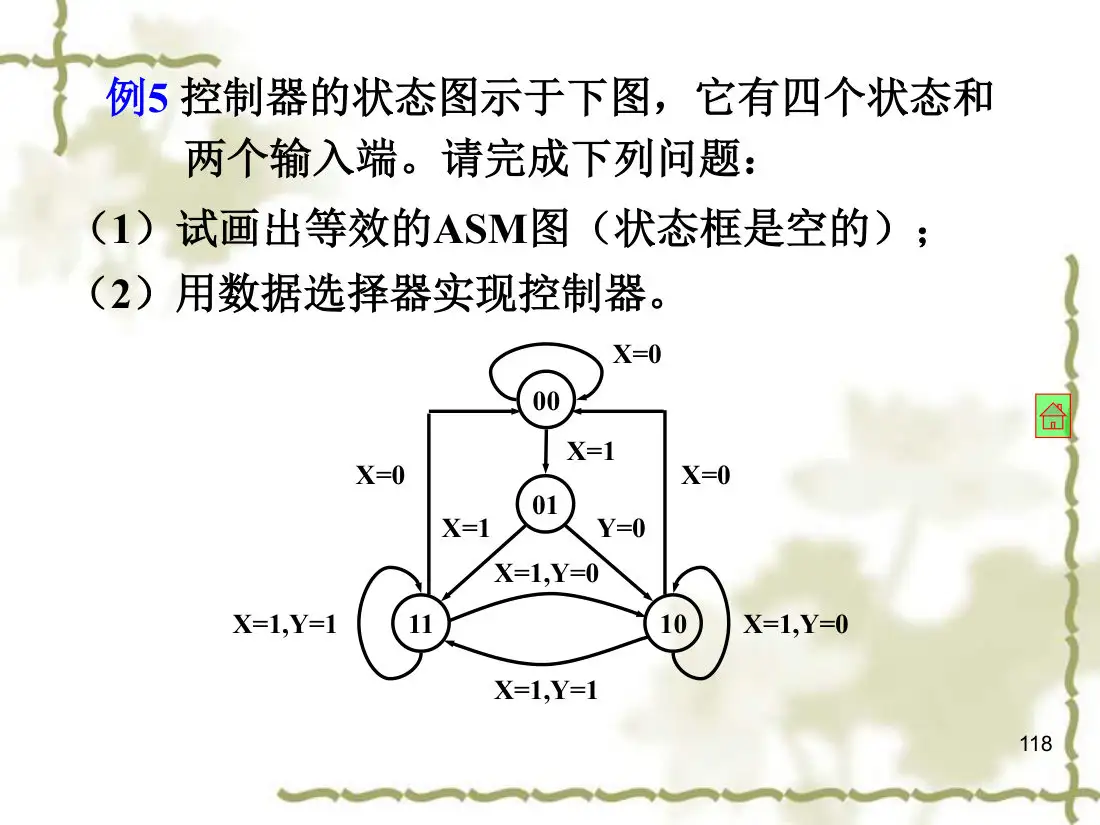 例5 控制器的状态图示于下图，它有四个状态和
两个输入端。请完成下列问题：
（1）试画出等效的ASM图（状态框是空的）；
（2）用数据选择器实现控制器。
X=0
00
X=1
X=0
X=0
01
X=1
Y=0
X=1,Y=0
X=1,Y=1
11
10
X=1,Y=0
X=1,Y=1
118